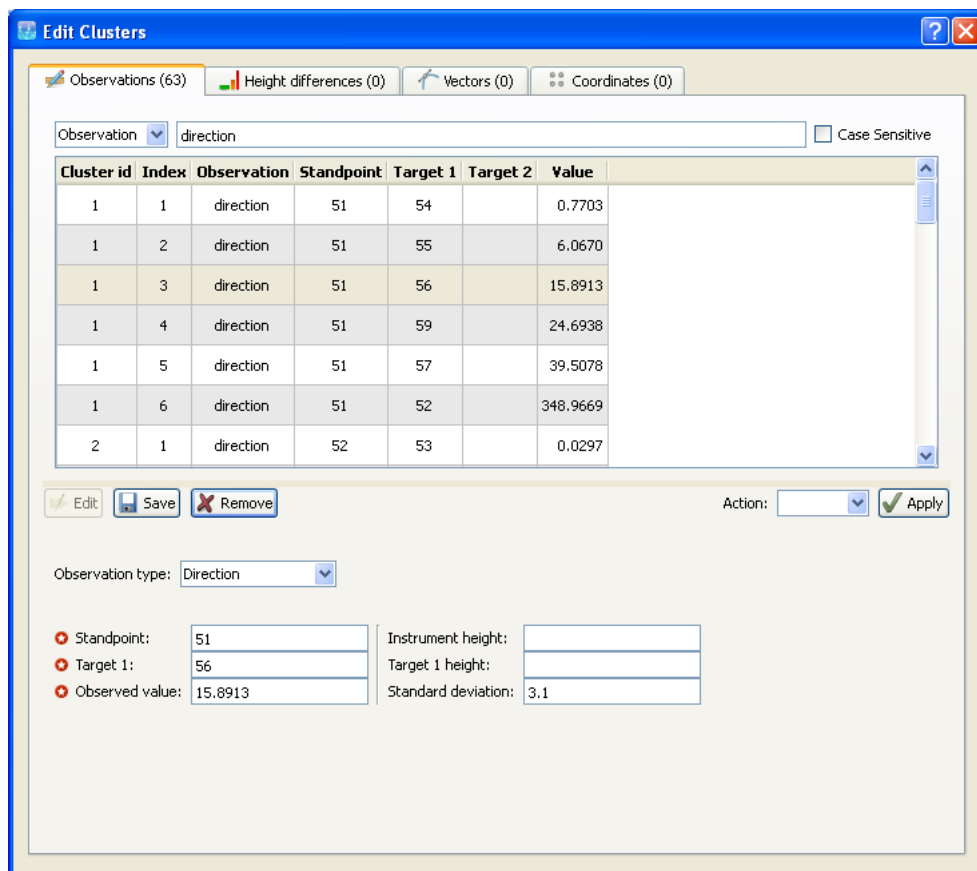 Edit Clusters
Observations (63) Height differences (0) Vectors (0) Coordinates (0)
Observation direction Case Sensitive
Cluster id Index Observation Standpoint Target 1 Target 2 Value
1 1 direction 51 54 0.7703
1 2 direction 51 55 6.0670
1 3 direction 51 56 15.8913
1 4 direction 51 59 24.6938
1 5 direction 51 57 39.5078
1 6 direction 51 52 348.9669
2 1 direction 52 53 0.0297
Edit Save Remove Action: Apply
Observation type: Direction
Standpoint: 51 Instrument height:
Target 1: 56 Target 1 height:
Observed value: 15.8913 Standard deviation: 3.1